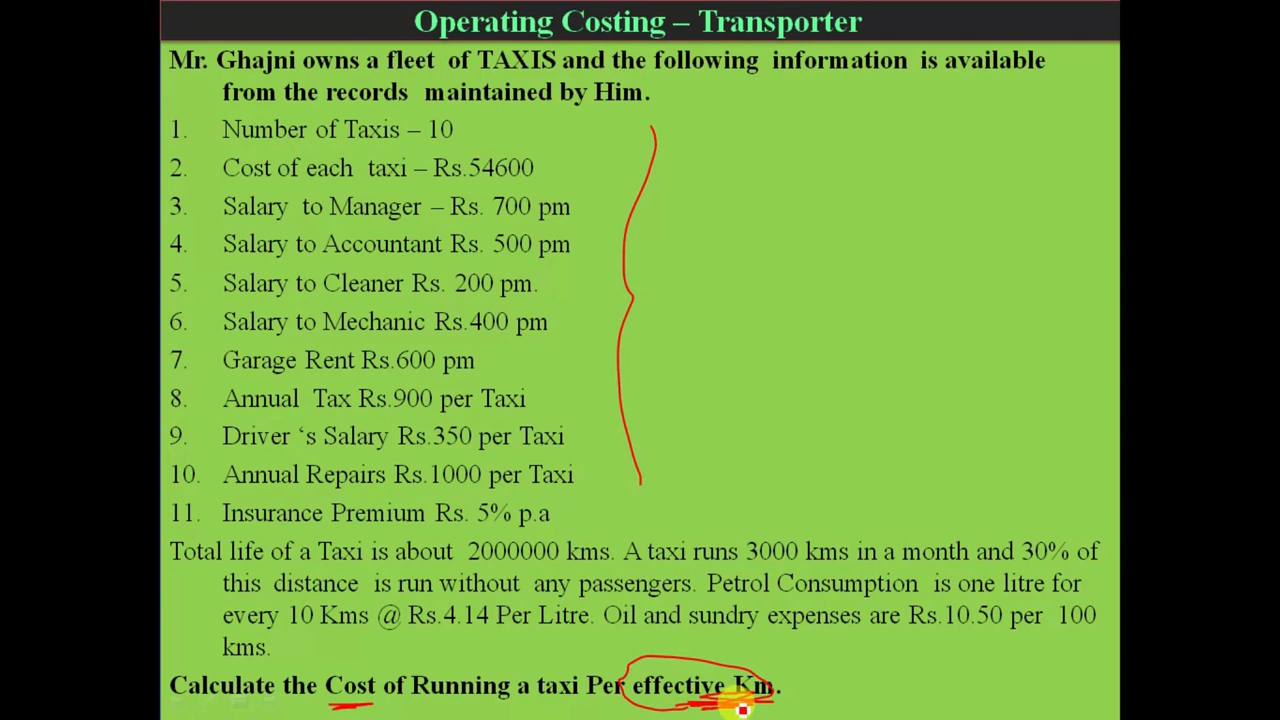 Operating Costing – Transporter
Mr. Ghajni owns a fleet of TAXIS and the following information is available
from the records maintained by Him.
1. Number of Taxis – 10
2. Cost of each taxi – Rs.54600
3. Salary to Manager – Rs. 700 pm
4. Salary to Accountant Rs. 500 pm
5. Salary to Cleaner Rs. 200 pm.
6. Salary to Mechanic Rs.400 pm
7. Garage Rent Rs.600 pm
8. Annual Tax Rs.900 per Taxi
9. Driver ‘s Salary Rs.350 per Taxi
10. Annual Repairs Rs.1000 per Taxi
11. Insurance Premium Rs. 5% p.a
Total life of a Taxi is about 2000000 kms. A taxi runs 3000 kms in a month and 30% of
this distance is run without any passengers. Petrol Consumption is one litre for
every 10 Kms @ Rs.4.14 Per Litre. Oil and sundry expenses are Rs.10.50 per 100
kms.
Calculate the Cost of Running a taxi Per effective Km.